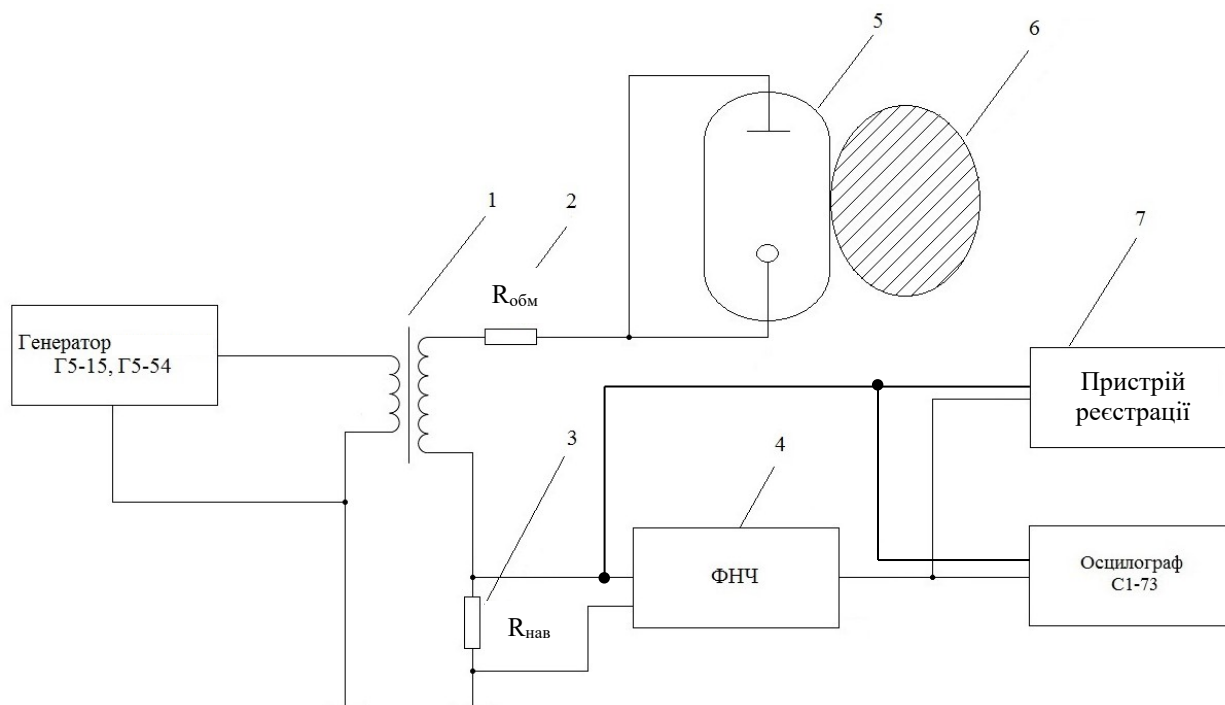 5
6
1
2
7
Rобм
Генератор
Г5-15, Г5-54
Пристрій
реєстрації
3
4
ФНЧ
Осцилограф
С1-73
Rнав